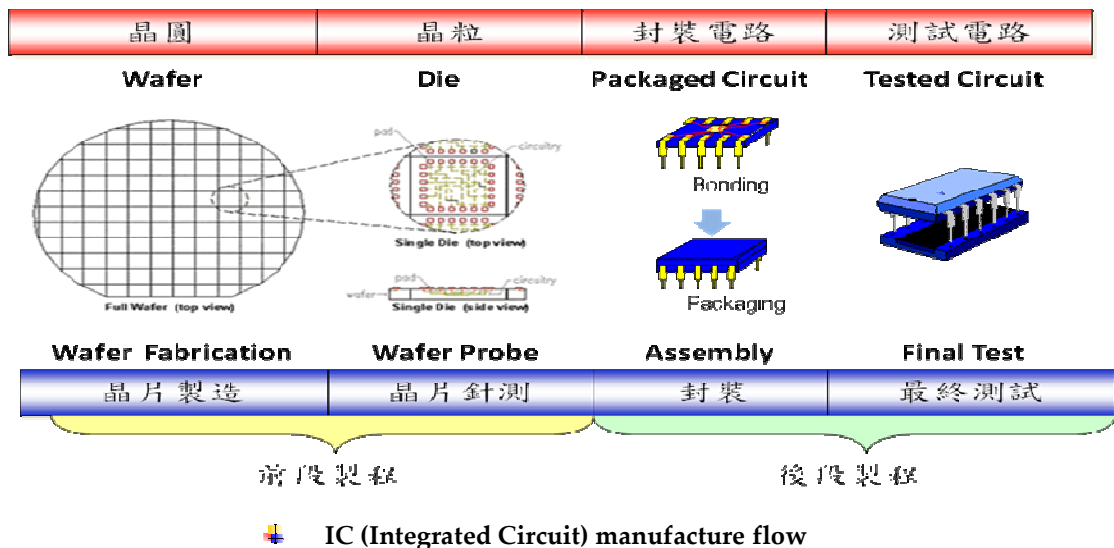 晶圓 晶粒 封裝電路 測試電路
Wafer Die Packaged Circuit Tested Circuit
pad circuitry
Bonding
Single Die (top view)
pad circuitry
wafer
Full Wafer (top view) Single Die (side view)
Packaging
Wafer Fabrication Wafer Probe Assembly Final Test
晶片製造 晶片針測 封裝 最終測試
前段製程 後段製程
IC (Integrated Circuit) manufacture flow